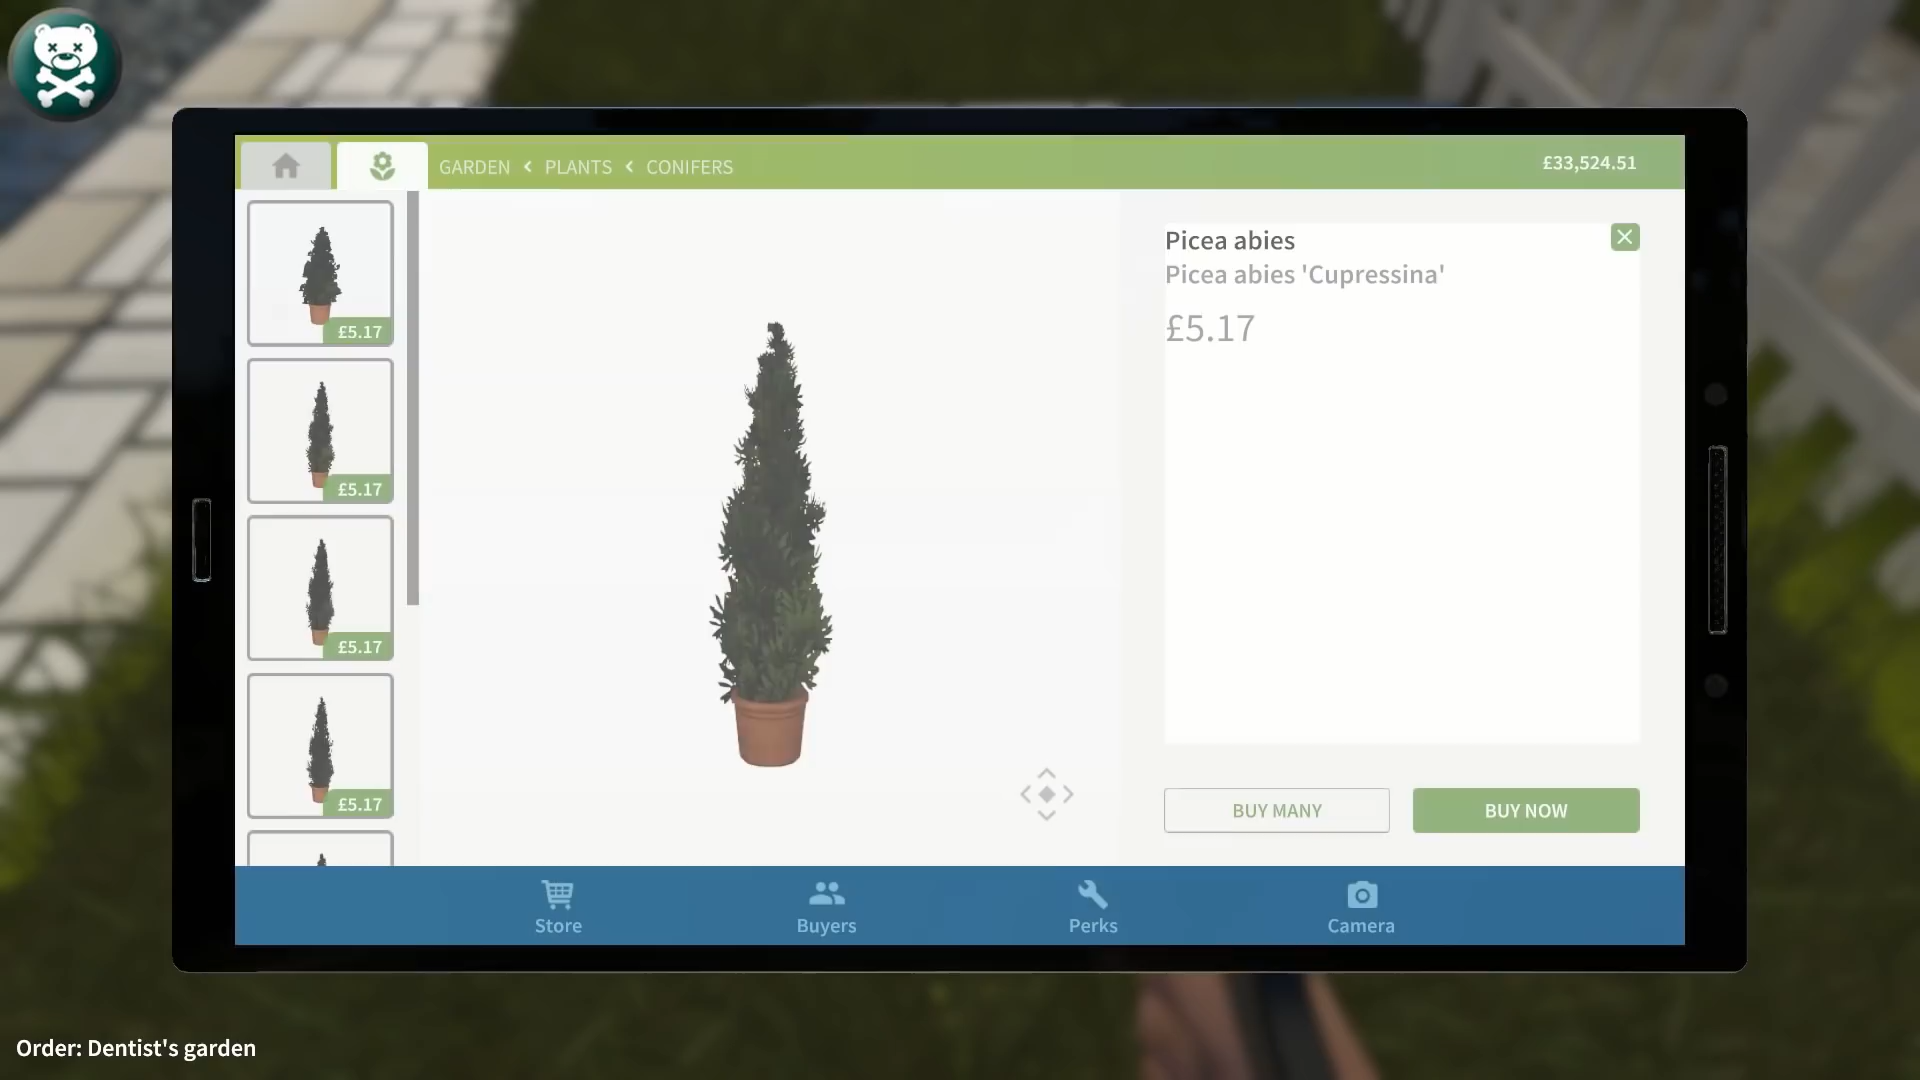 GARDEN < PLANTS < CONIFERS
£33,524.51
£5.17
£5.17
£5.17
£5.17
Picea abies
Picea abies 'Cupressina'
£5.17
BUY MANY
BUY NOW
Store
Buyers
Perks
Camera
Order: Dentist's garden